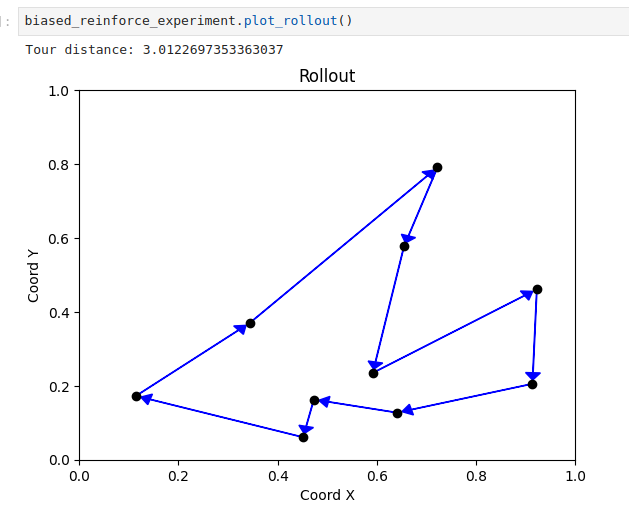 ]: biased_reinforce_experiment.plot_rollout()
Tour distance: 3.0122697353363037
Rollout
1.0
0.8
0.6
0.4
0.2
0.0
Coord Y
0.0 0.2 0.4 0.6 0.8 1.0
Coord X